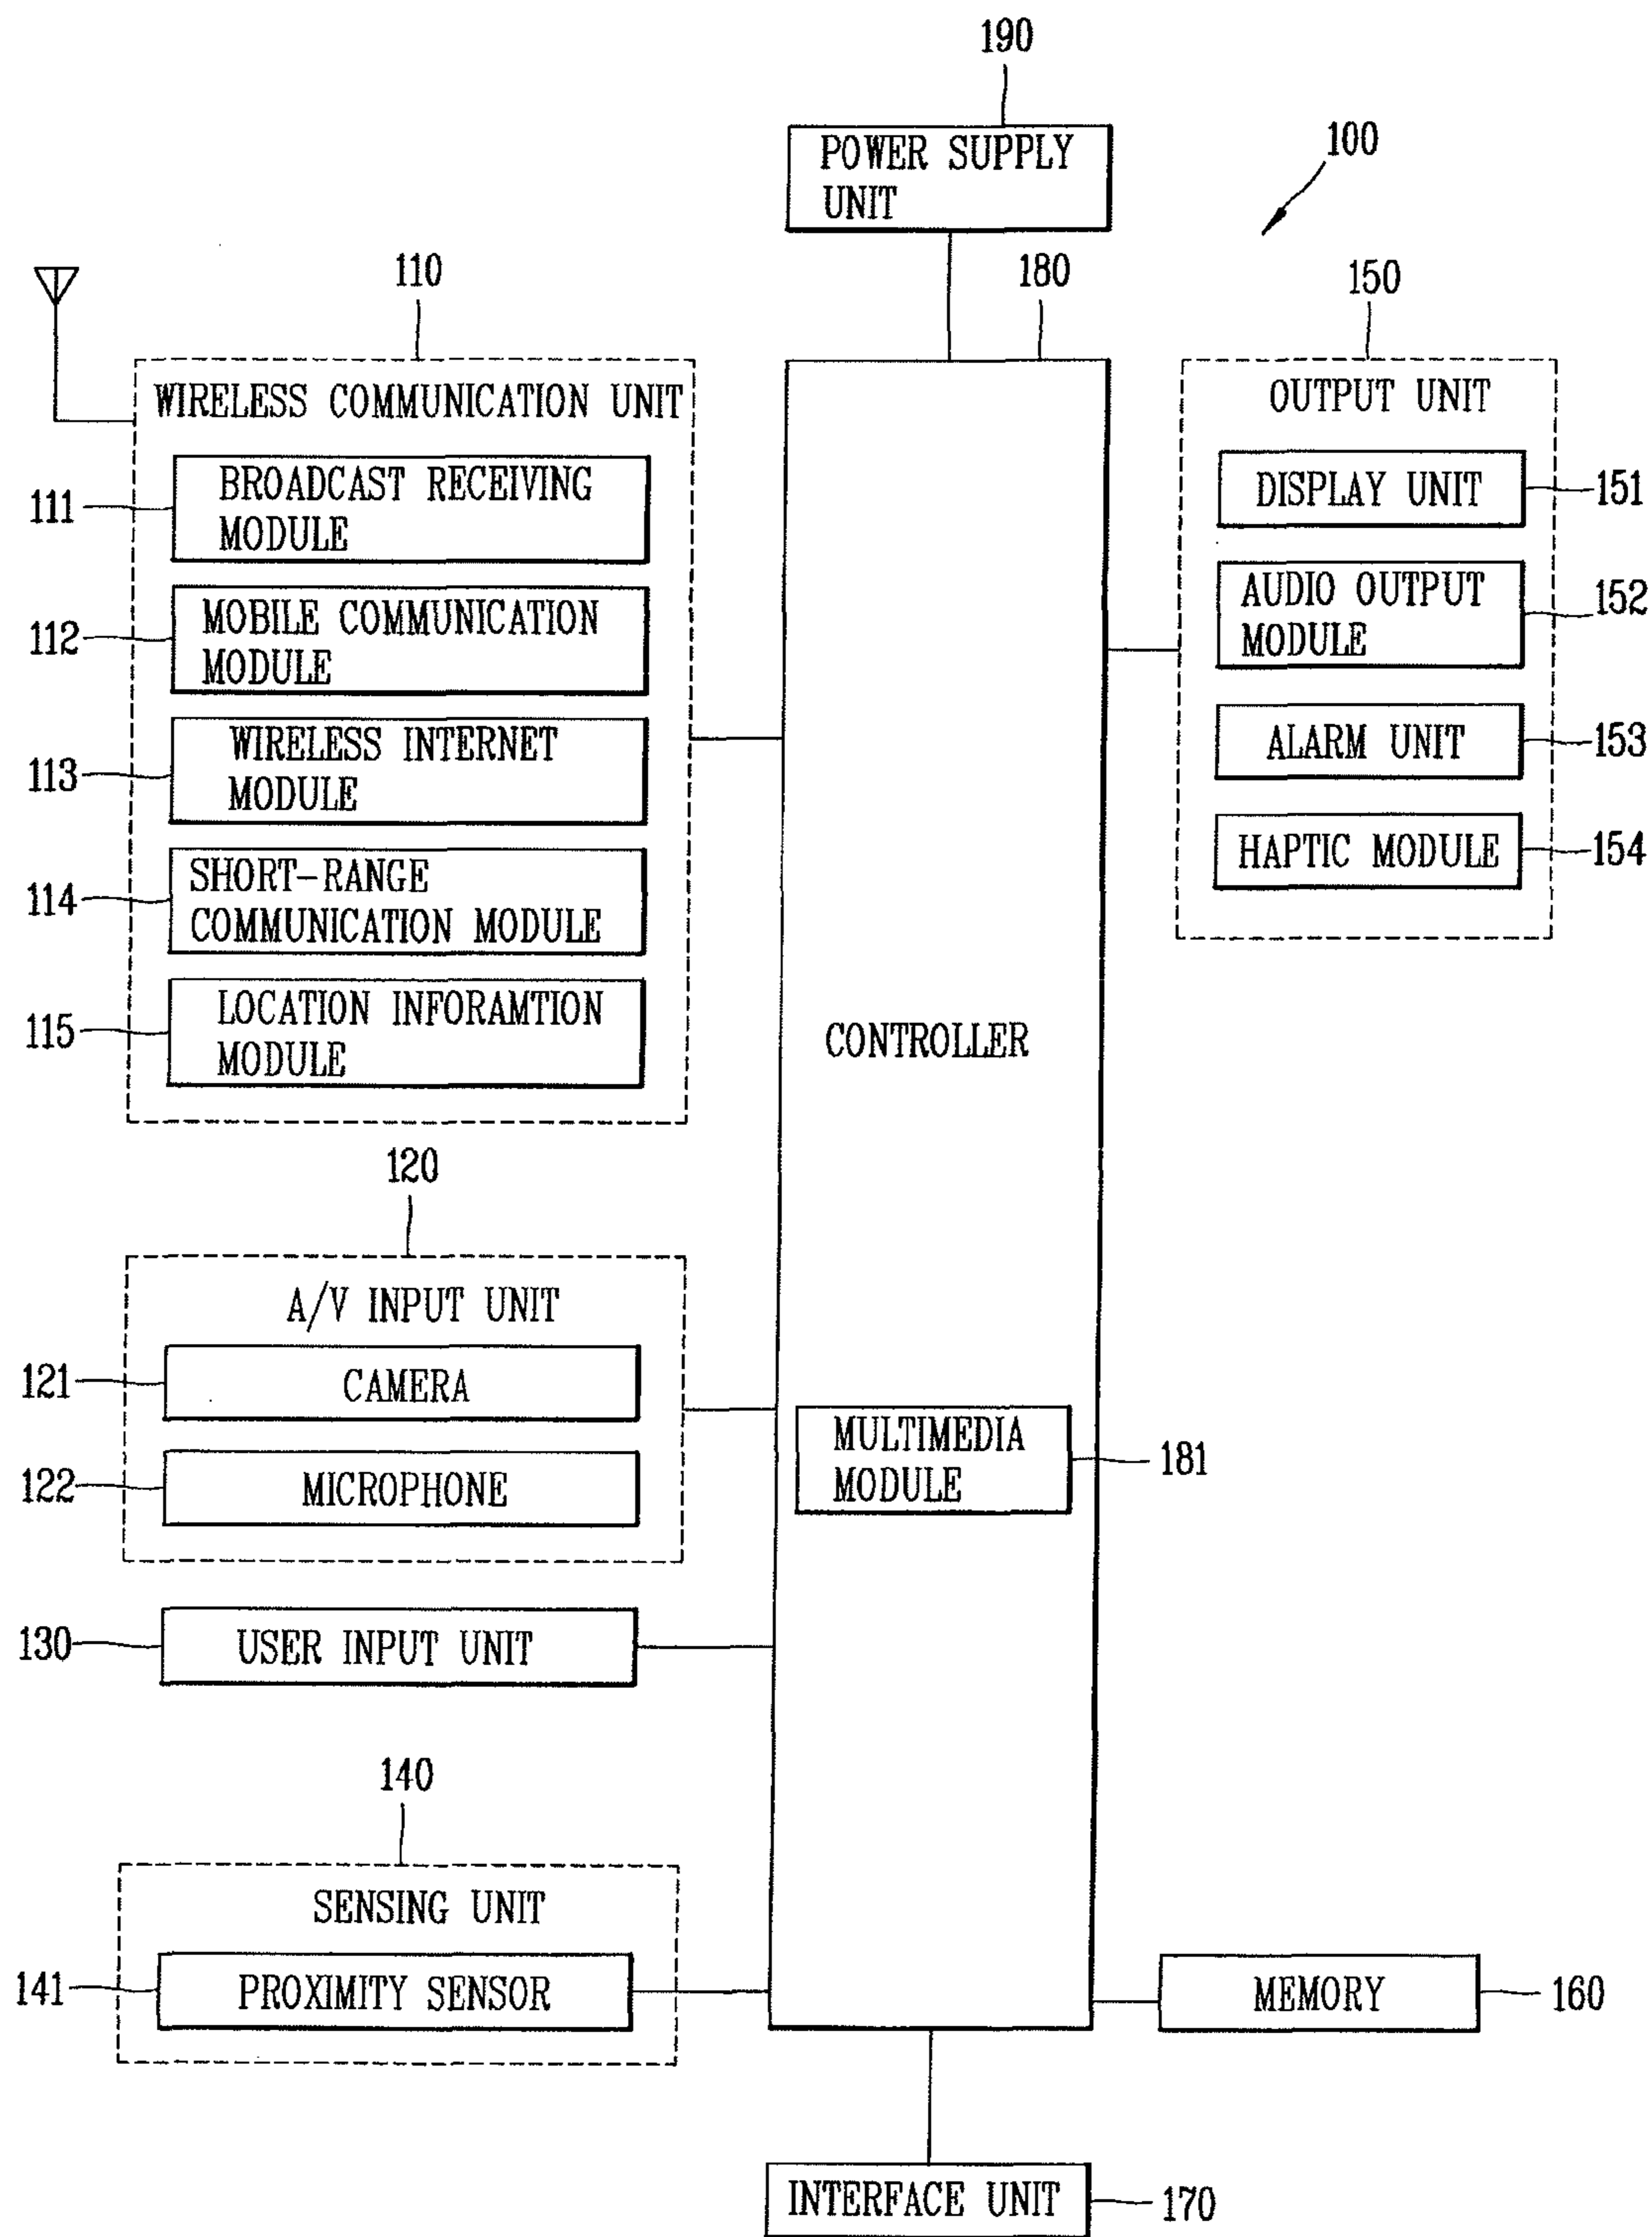 190
POWER SUPPLY
UNIT
100
110
180
150
WIRELESS COMMUNICATION UNIT
111
BROADCAST RECEIVING
MODULE
112
MOBILE COMMUNICATION
MODULE
113
WIRELESS INTERNET
MODULE
114
SHORT-RANGE
COMMUNICATION MODULE
115
LOCATION INFORAMTION
MODULE
OUTPUT UNIT
DISPLAY UNIT
151
AUDIO OUTPUT
MODULE
152
ALARM UNIT
153
HAPTIC MODULE
154
CONTROLLER
120
A/V INPUT UNIT
121
CAMERA
122
MICROPHONE
MULTIMEDIA
MODULE
181
130
USER INPUT UNIT
140
SENSING UNIT
141
PROXIMITY SENSOR
MEMORY
160
INTERFACE UNIT
170